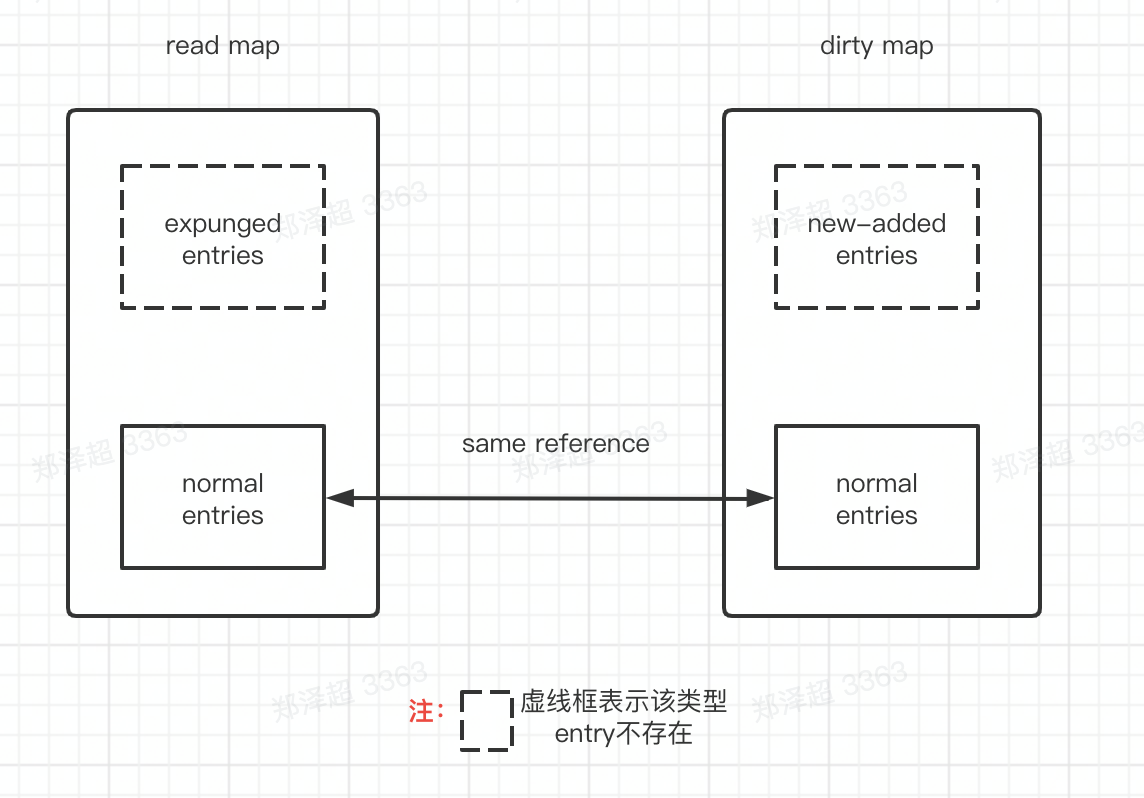 read map
dirty map
expunged
entries
new-added
entries
same reference
normal
entries
normal
entries
注:
虚线框表示该类型
entry不存在
郑泽超 3363
郑泽超 3363
郑泽超 3363
郑泽超 3363
郑泽超 3363
郑泽超 3363
郑泽超 3363